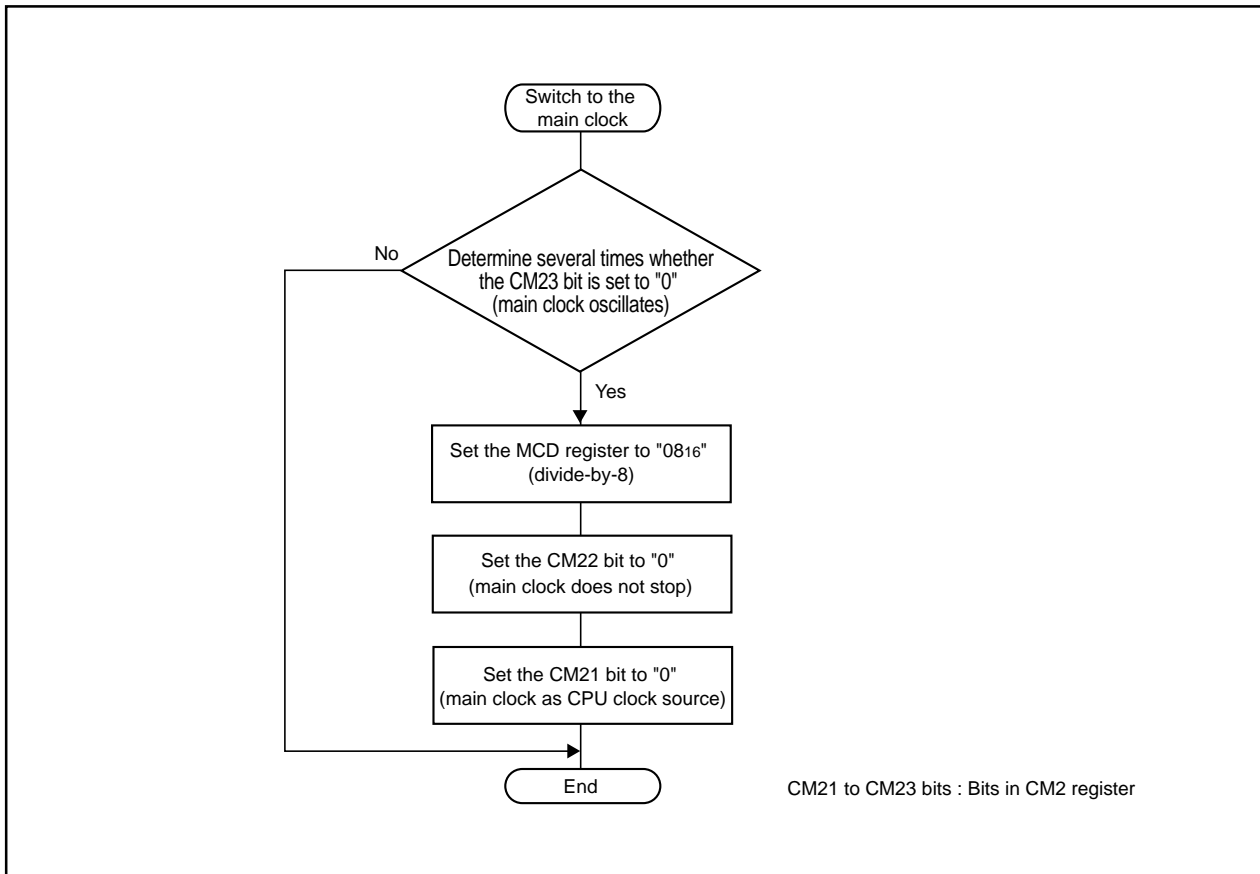 Switch to the
main clock
No
Determine several times whether
the CM23 bit is set to "0"
(main clock oscillates)
Yes
Set the MCD register to "0816"
(divide-by-8)
Set the CM22 bit to "0"
(main clock does not stop)
Set the CM21 bit to "0"
(main clock as CPU clock source)
End
CM21 to CM23 bits : Bits in CM2 register